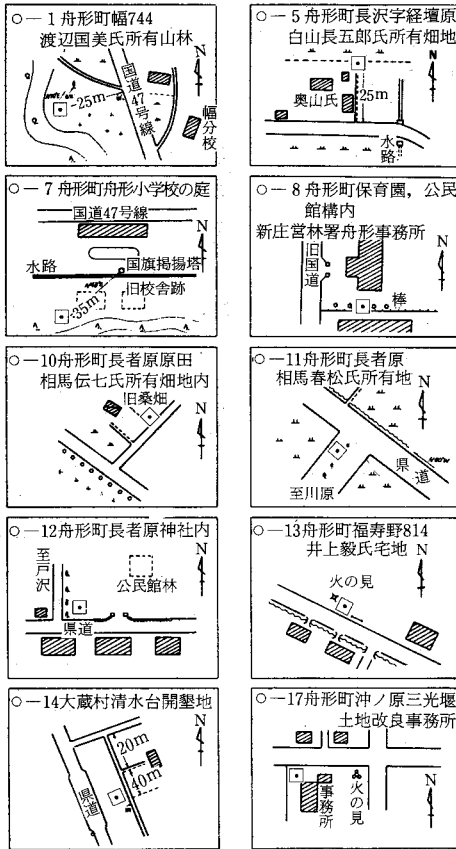 ○—1 舟形町幅744
渡辺国美氏所有山林
N
25m
国道47号線
幅分校
○—5 舟形町長沢字経壇原
白山長五郎氏所有畑地
N
奥山氏
25m
水路
○—7 舟形町舟形小学校の庭
国道47号線
N
水路
国旗掲揚塔
旧校舎跡
35m
○—8 舟形町保育園,公民
館構内
新庄営林署舟形事務所
旧国道
N
棒
○—10舟形町長者原原田
相馬伝七氏所有畑地内
旧桑畑
N
○—11舟形町長者原
相馬春松氏所有地
N
県道
至川原
○—12舟形町長者原神社内
至戸沢
公民館林
N
県道
○—13舟形町福寿野814
井上毅氏宅地
火の見
N
○—14大蔵村清水台開墾地
20m
40m
県道
N
○—17舟形町沖ノ原三光堰
土地改良事務所
事務所
火の見
N